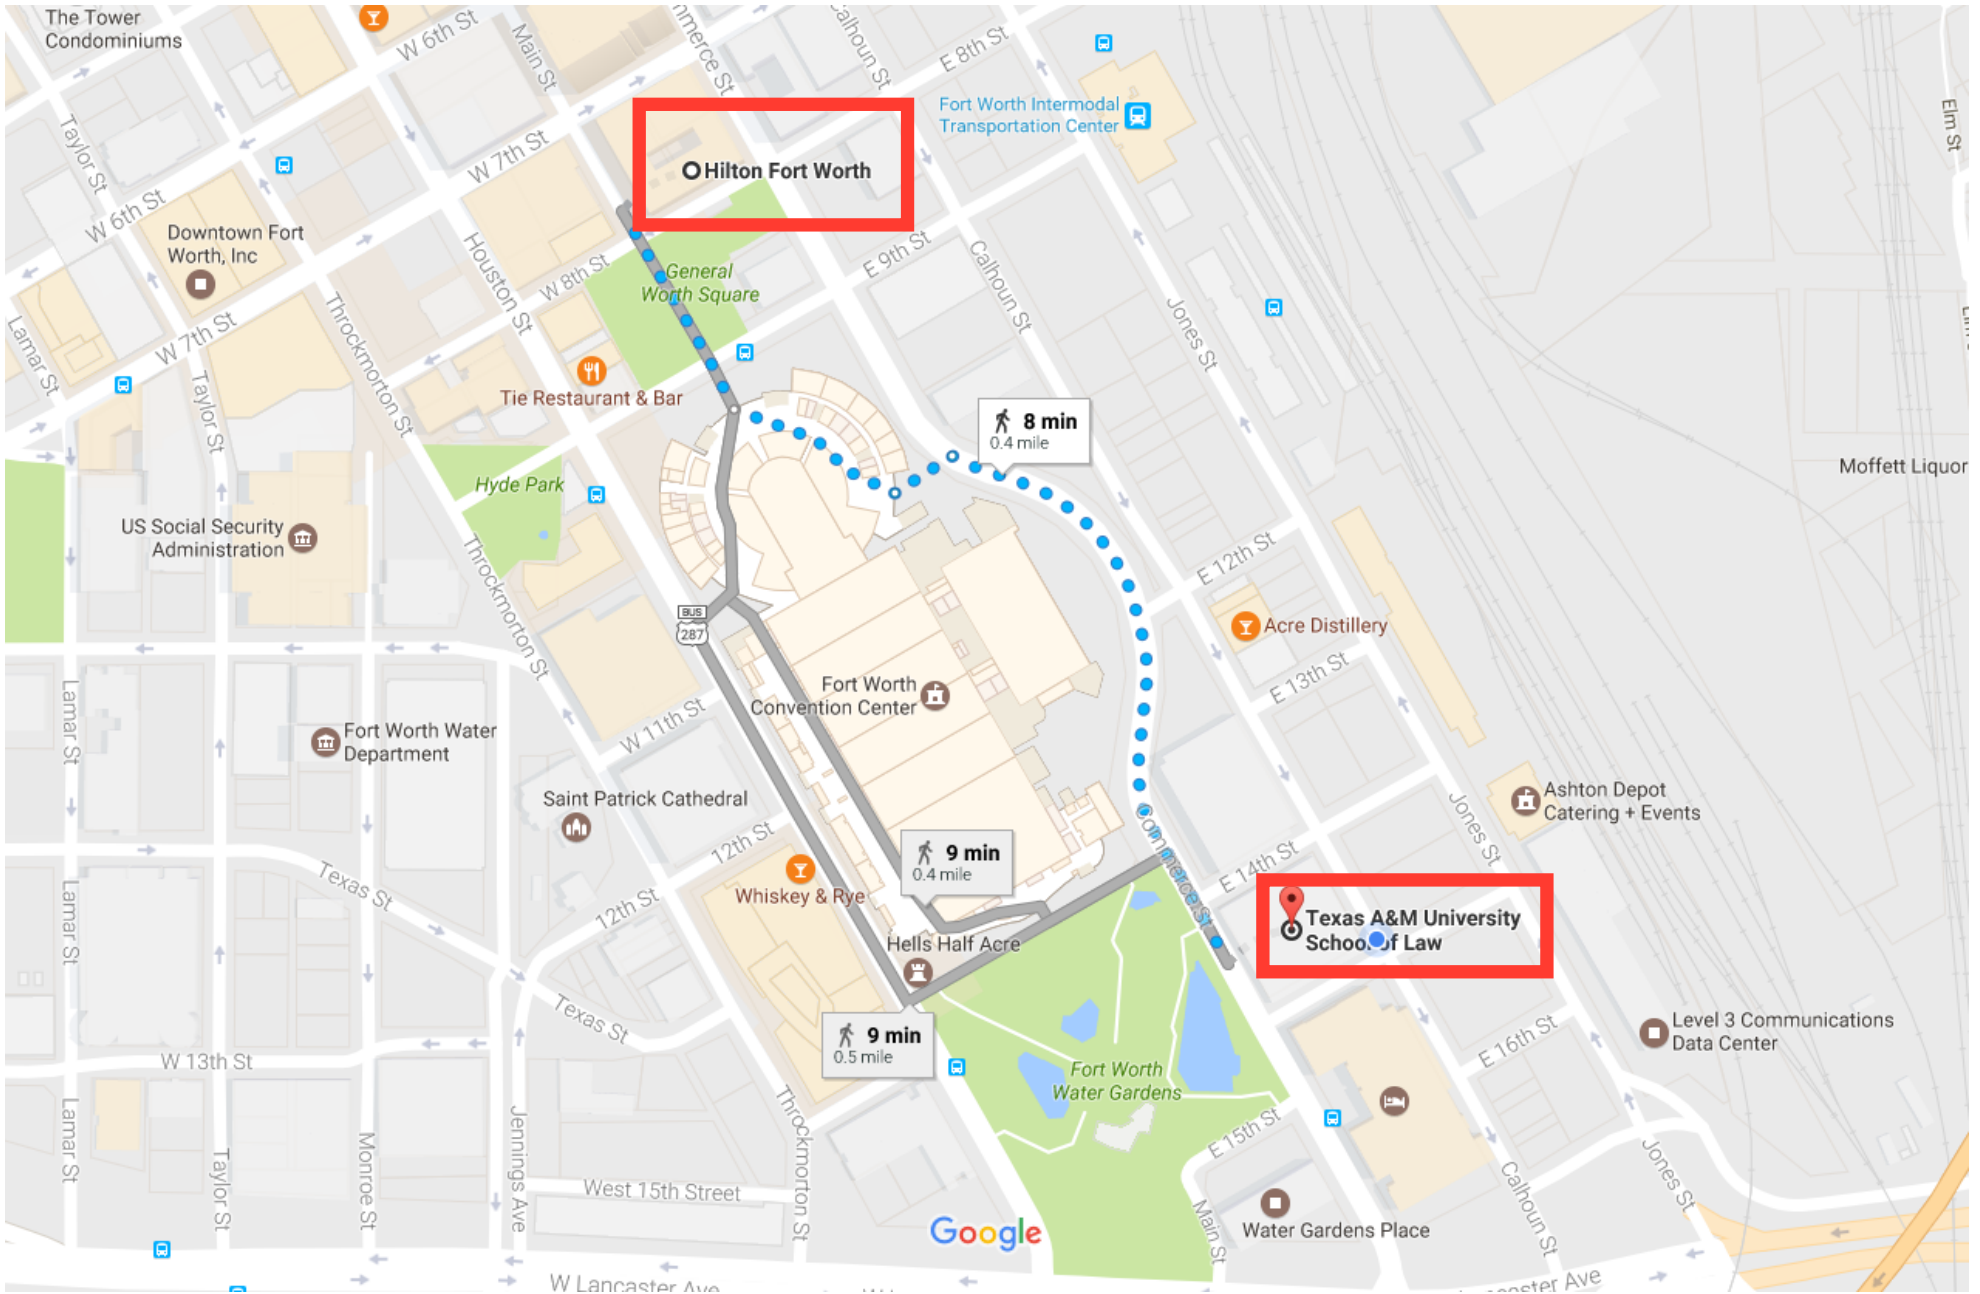 The Tower
Condominiums
W 6th St
Main St
Commerce St
Calhoun St
E 8th St
Fort Worth Intermodal
Transportation Center
Elm St
Taylor St
W 7th St
Hilton Fort Worth
W 6th St
Downtown Fort
Worth, Inc
Houston St
W 8th St
General
Worth Square
E 9th St
Calhoun St
Jones St
Lamar St
W 7th St
Throckmorton St
Taylor St
Tie Restaurant & Bar
8 min
0.4 mile
Moffett Liquor
Hyde Park
US Social Security
Administration
Throckmorton St
E 12th St
BUS
287
Acre Distillery
E 13th St
Lamar St
Fort Worth
Convention Center
W 11th St
Fort Worth Water
Department
Saint Patrick Cathedral
Ashton Depot
Catering + Events
Jones St
Commerce St
12th St
9 min
0.4 mile
E 14th St
Texas St
Whiskey & Rye
12th St
Lamar St
Texas A&M University
School of Law
Hells Half Acre
Texas St
9 min
0.5 mile
Level 3 Communications
Data Center
E 16th St
W 13th St
Fort Worth
Water Gardens
Throckmorton St
Lamar St
Taylor St
Monroe St
Jennings Ave
E 15th St
West 15th Street
Main St
Calhoun St
Jones St
Google
Water Gardens Place
W Lancaster Ave